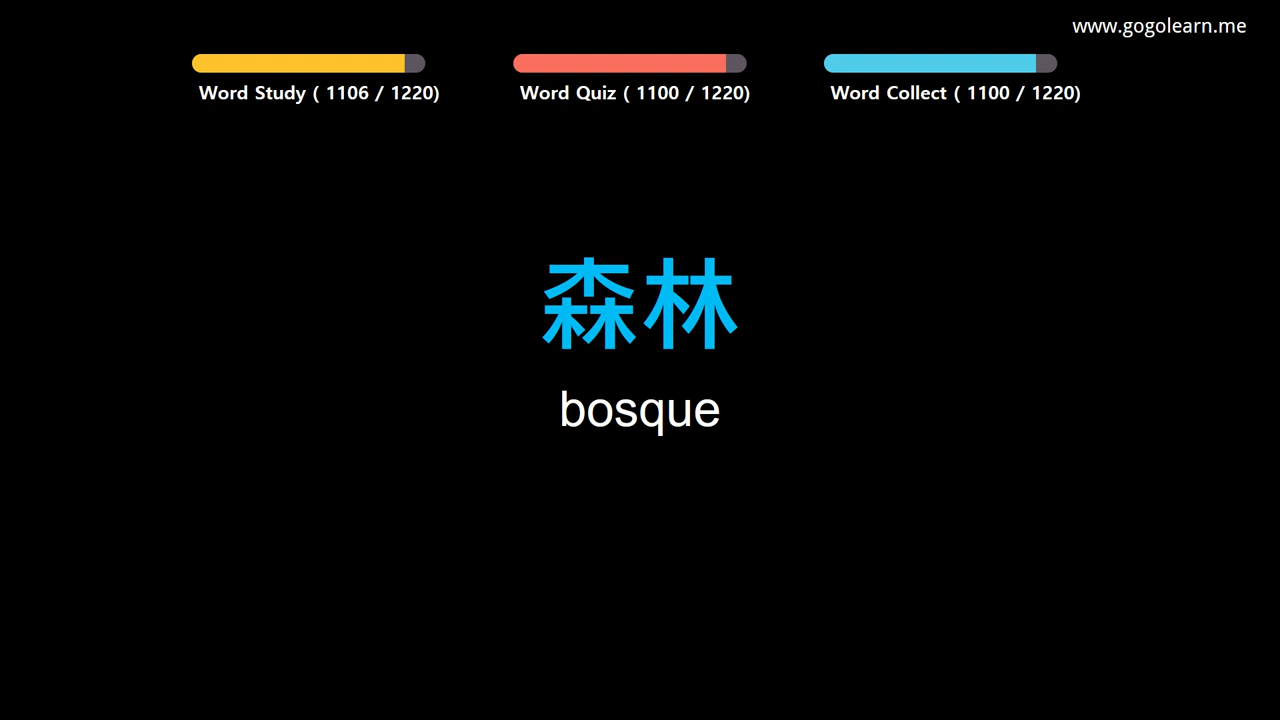 www.gogolearn.me
Word Study ( 1106 / 1220)
Word Quiz ( 1100 / 1220)
Word Collect ( 1100 / 1220)
森林
bosque